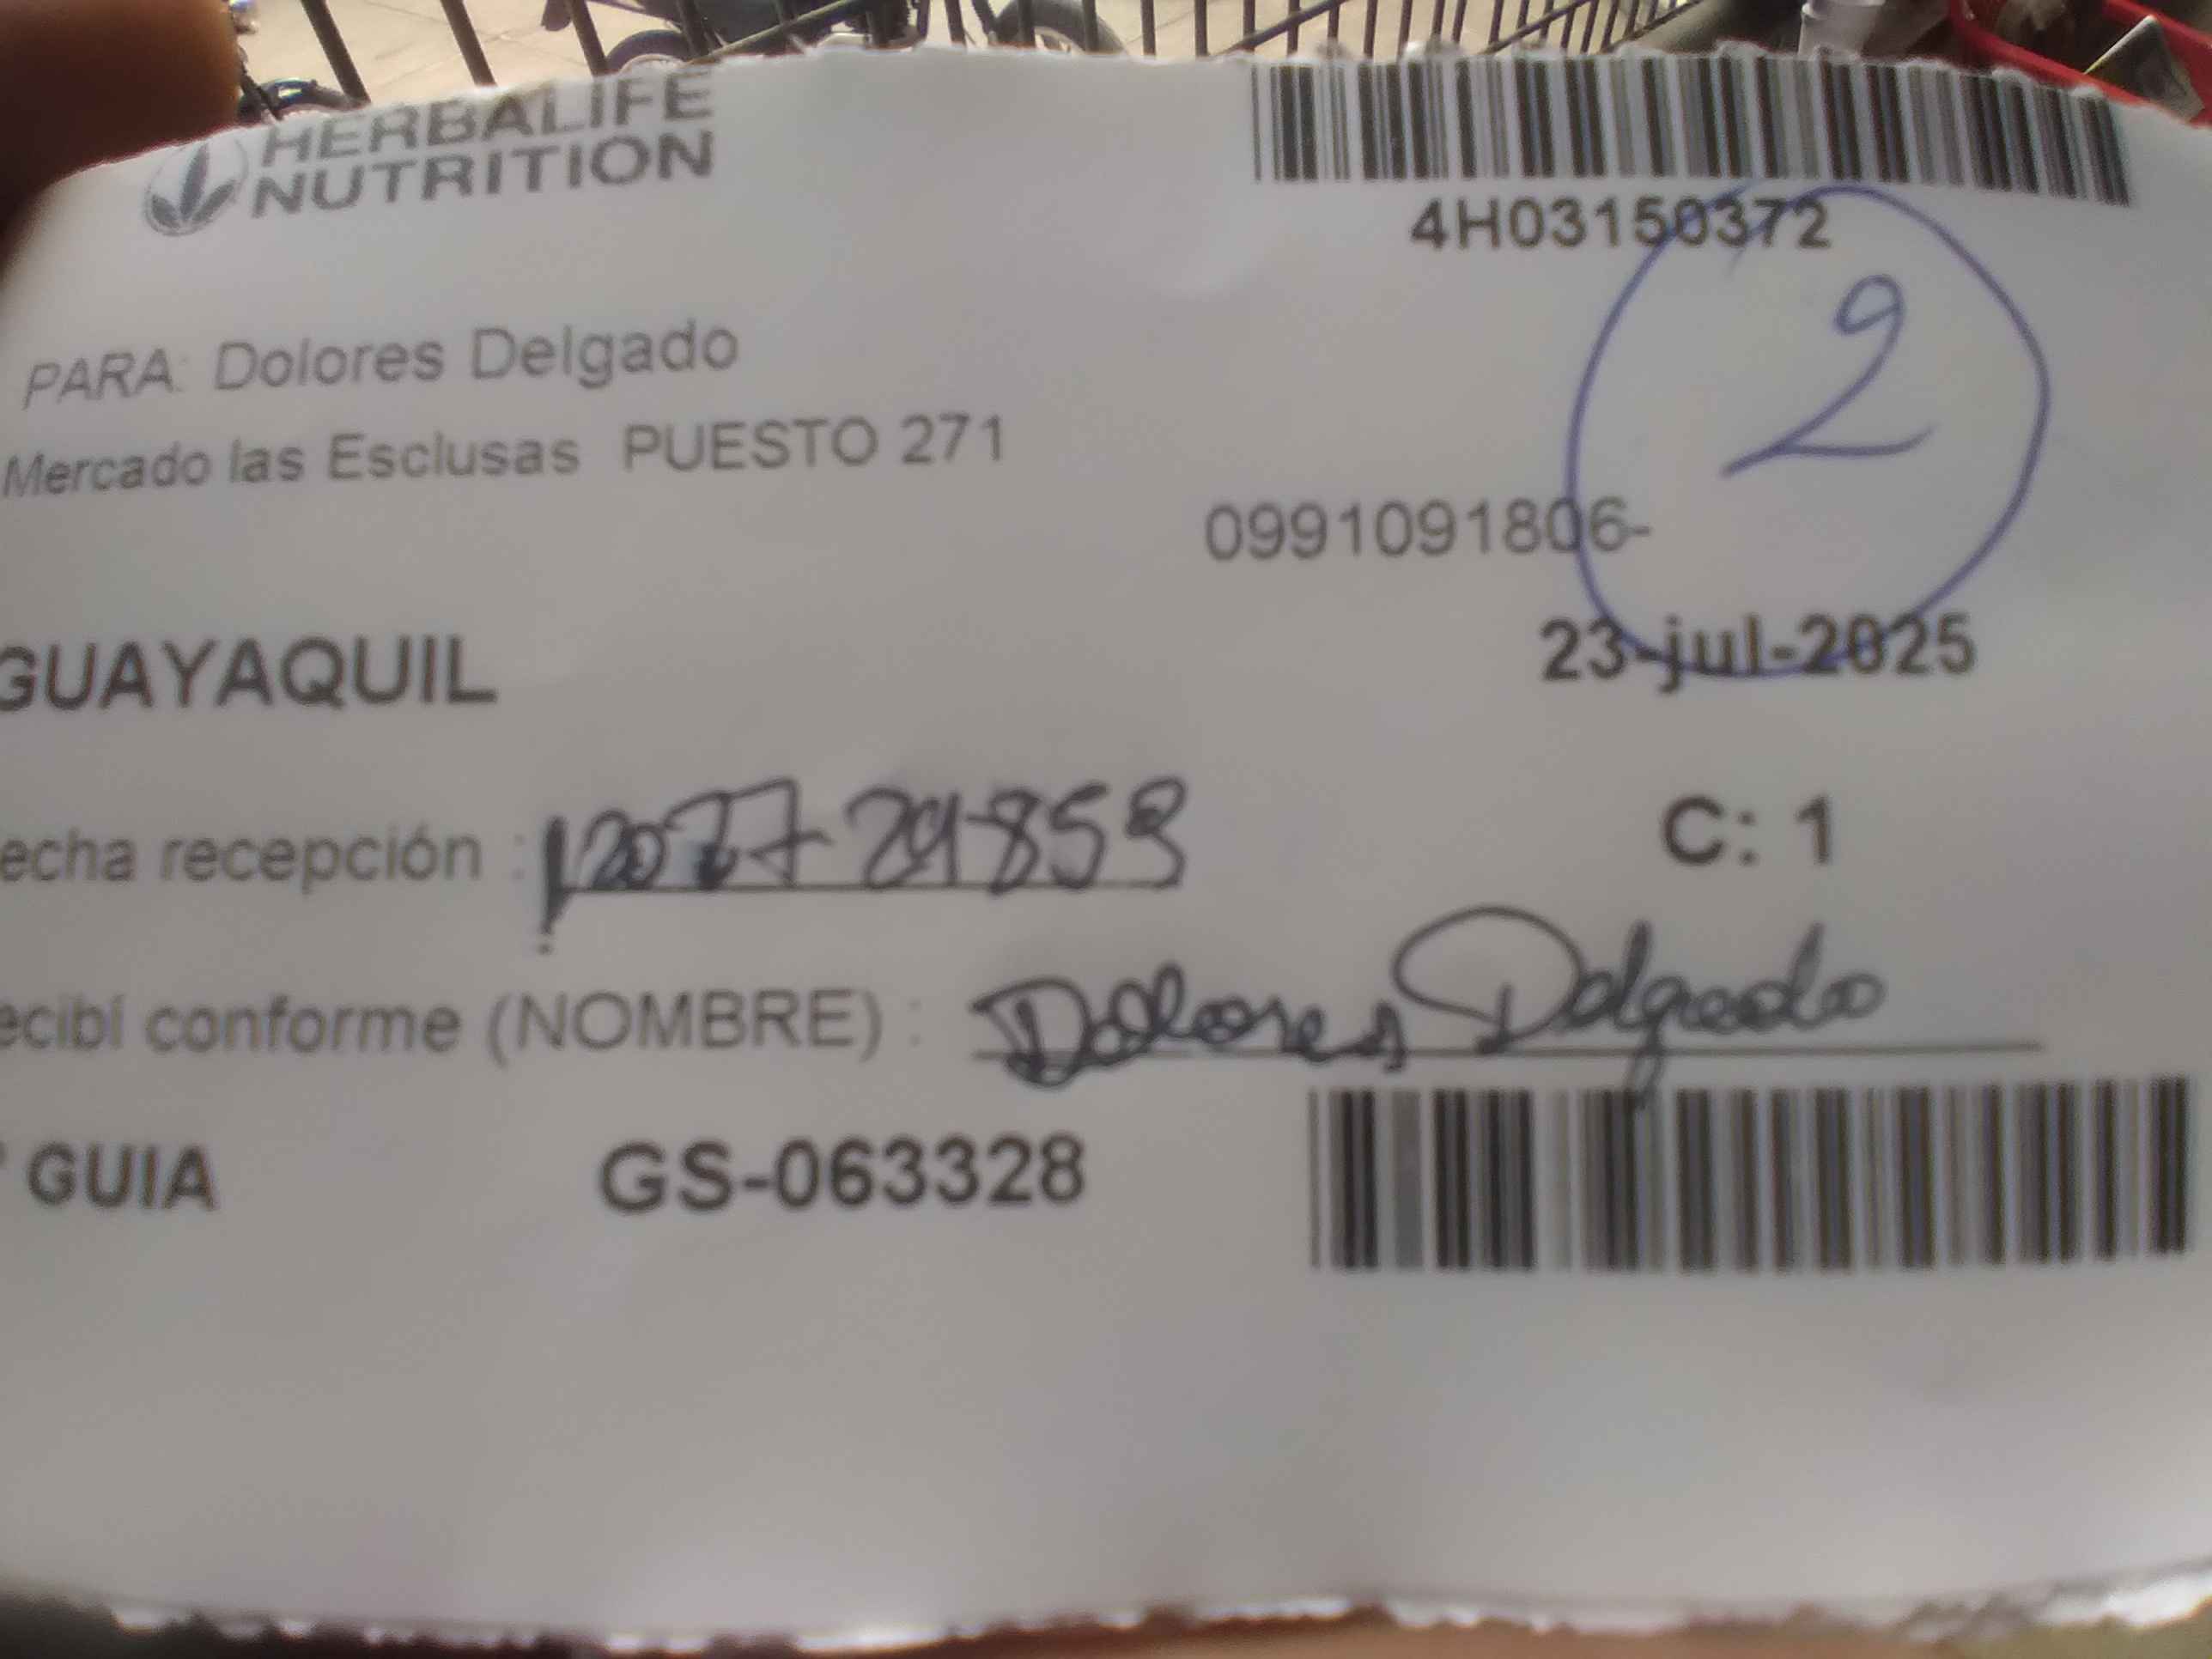 HERBALIFE
NUTRITION
4H03150372
2
PARA: Dolores Delgado
Mercado las Esclusas PUESTO 271
0991091806-
GUAYAQUIL
23-jul-2025
echa recepción :
C: 1
ecibí conforme (NOMBRE) : Dolores Delgado
GUIA GS-063328